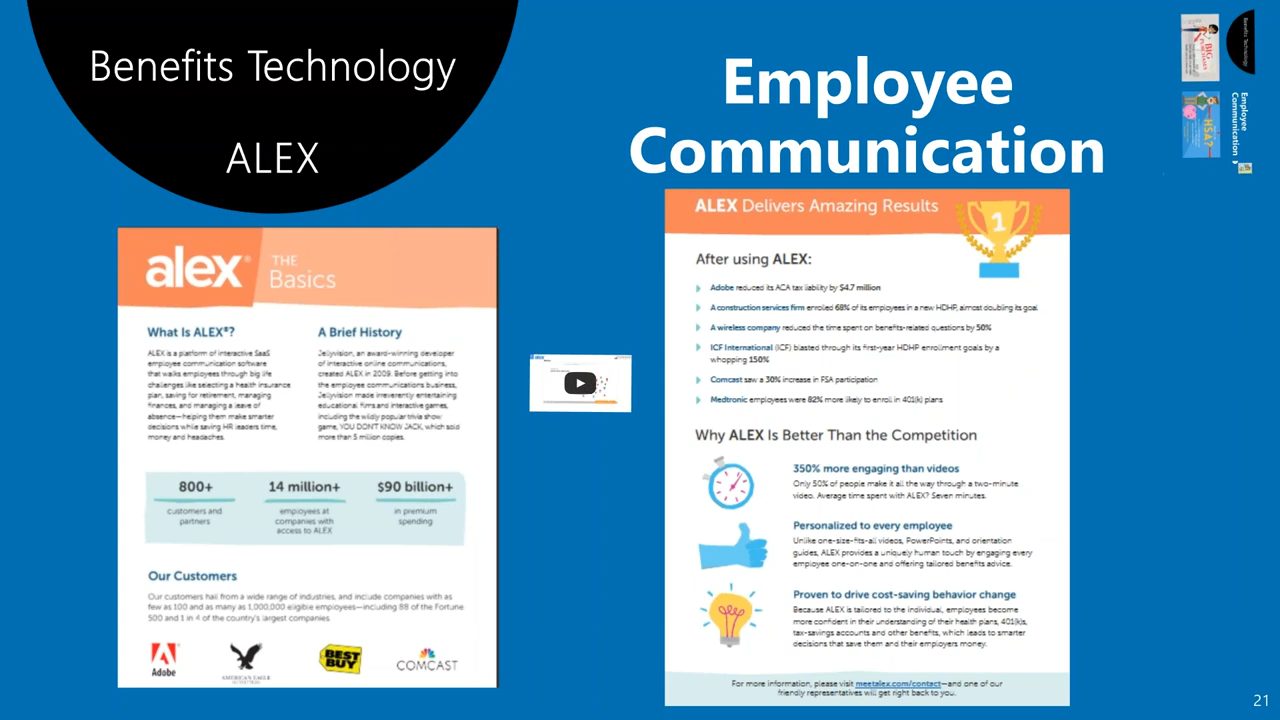 Benefits Technology
ALEX
Employee
Communication
alex®
THE
Basics
What Is ALEX®?
ALEX is a platform of interactive SaaS
employee communication software
that walks employees through big life
challenges like selecting a health insurance
plan, saving for retirement, managing
finances, and managing a leave of
absence—helping them make smarter
decisions while saving HR leaders time,
money and headaches.
A Brief History
Jellyvision, an award-winning developer
of interactive online communications,
created ALEX in 2009. Before getting into
the employee communications business,
Jellyvision made irreverently entertaining
educational films and interactive games,
including the wildly popular trivia show
game, YOU DON'T KNOW JACK, which sold
more than 5 million copies.
800+
customers and
partners
14 million+
employees at
companies with
access to ALEX
$90 billion+
in premium
spending
Our Customers
Our customers hail from a wide range of industries, and include companies with as
few as 100 and as many as 1,000,000 eligible employees—including 88 of the Fortune
500 and 1 in 4 of the country's largest companies.
Adobe
AMERICAN EAGLE
OUTFITTERS
BEST
BUY
COMCAST
alex
ALEX Delivers Amazing Results
1
After using ALEX:
Adobe reduced its ACA tax liability by $4.7 million
A construction services firm enrolled 68% of its employees in a new HDHP, almost doubling its goal
A wireless company reduced the time spent on benefits-related questions by 50%
ICF International (ICF) blasted through its first-year HDHP enrollment goals by a
whopping 150%
Comcast saw a 30% increase in FSA participation
Medtronic employees were 82% more likely to enroll in 401(k) plans
Why ALEX Is Better Than the Competition
350% more engaging than videos
Only 50% of people make it all the way through a two-minute
video. Average time spent with ALEX? Seven minutes.
Personalized to every employee
Unlike one-size-fits-all videos, PowerPoints, and orientation
guides, ALEX provides a uniquely human touch by engaging every
employee one-on-one and offering tailored benefits advice.
Proven to drive cost-saving behavior change
Because ALEX is tailored to the individual, employees become
more confident in their understanding of their health plans, 401(k)s,
tax-savings accounts and other benefits, which leads to smarter
decisions that save them and their employers money.
For more information, please visit meetalex.com/contact—and one of our
friendly representatives will get right back to you.
Benefits Technology
Employee
Communication
BIG
HSA?
21